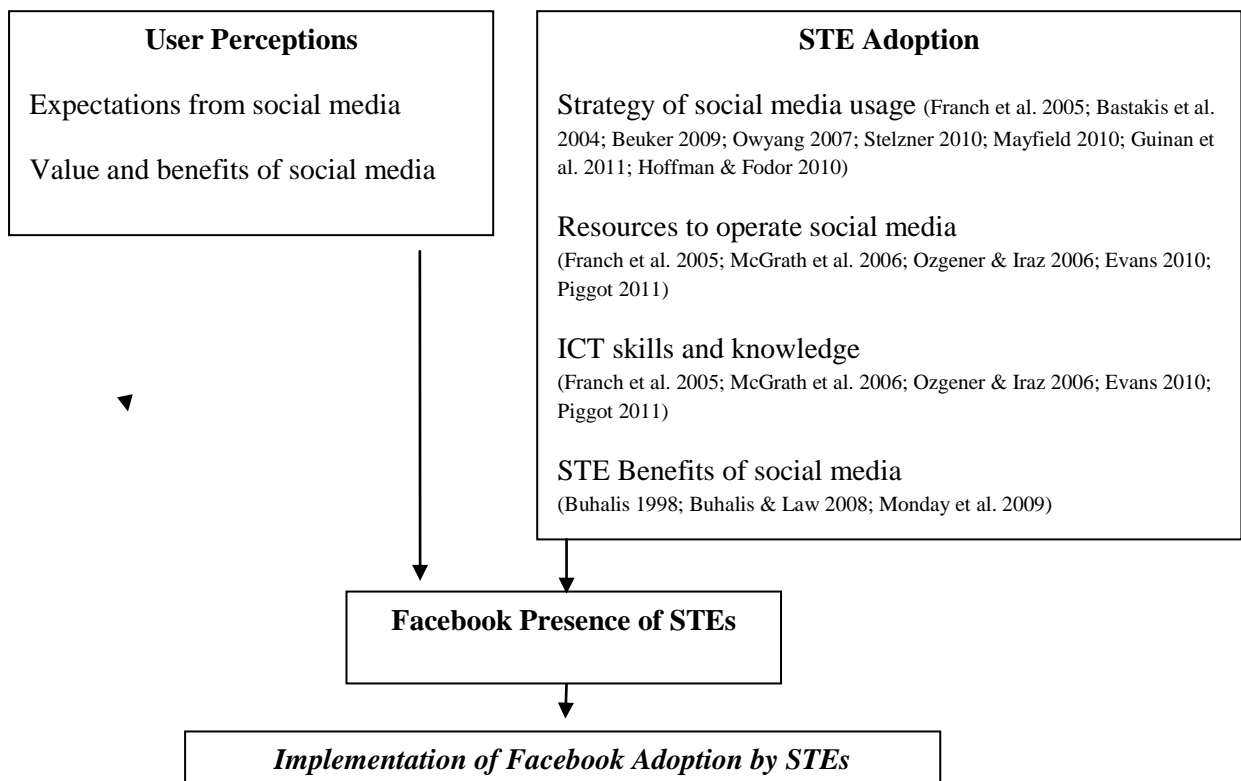 User Perceptions
Expectations from social media
Value and benefits of social media
STE Adoption
Strategy of social media usage (Franch et al. 2005; Bastakis et al.
2004; Beuker 2009; Owyang 2007; Stelzner 2010; Mayfield 2010; Guinan et
al. 2011; Hoffman & Fodor 2010)
Resources to operate social media
(Franch et al. 2005; McGrath et al. 2006; Ozgener & Iraz 2006; Evans 2010;
Piggot 2011)
ICT skills and knowledge
(Franch et al. 2005; McGrath et al. 2006; Ozgener & Iraz 2006; Evans 2010;
Piggot 2011)
STE Benefits of social media
(Buhalis 1998; Buhalis & Law 2008; Monday et al. 2009)
Facebook Presence of STEs
Implementation of Facebook Adoption by STEs